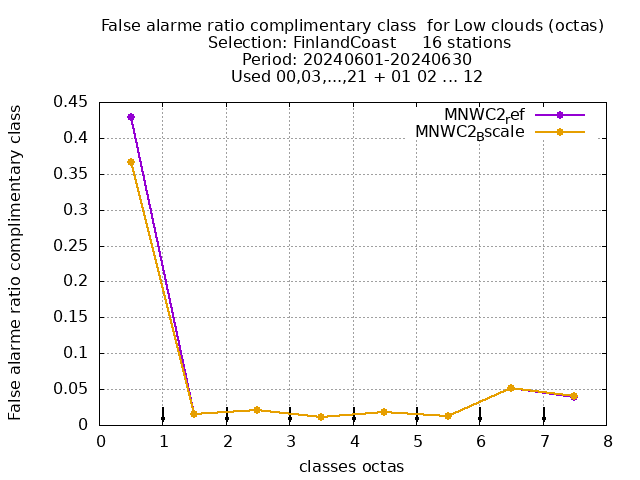 False alarme ratio complimentary class  for Low clouds (octas)
Selection: FinlandCoast     16 stations
Period: 20240601-20240630
Used 00,03,...,21 + 01 02 ... 12
MNWC2ref
MNWC2Bscale
False alarme ratio complimentary class
0.45
0.4
0.35
0.3
0.25
0.2
0.15
0.1
0.05
0
0 1 2 3 4 5 6 7 8
classes octas